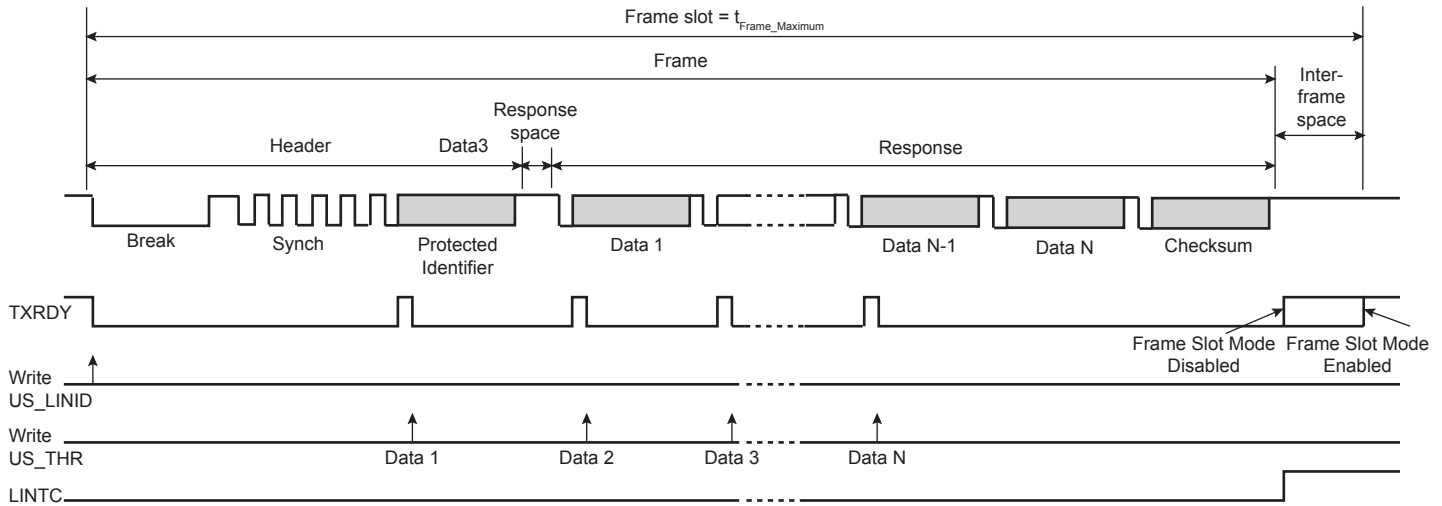 Frame slot = tFrame_Maximum
Frame
Inter-
frame
space
Response
space
Header
Data3
Response
Break
Synch
Protected
Identifier
Data 1
Data N-1
Data N
Checksum
TXRDY
Frame Slot Mode
Disabled
Frame Slot Mode
Enabled
Write
US_LINID
Write
US_THR
Data 1
Data 2
Data 3
Data N
LINTC